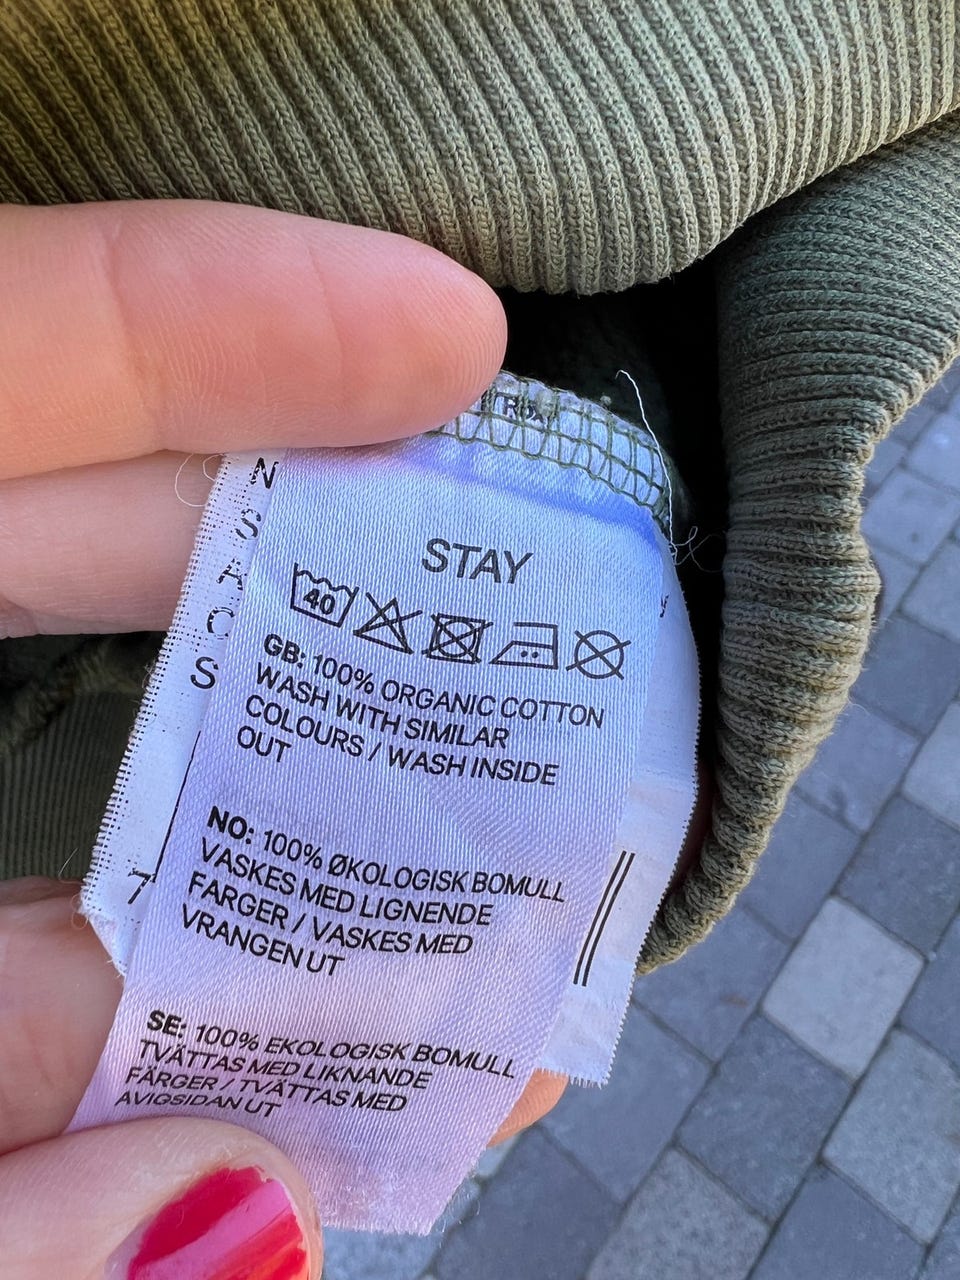 STAY
40
GB: 100% ORGANIC COTTON
WASH WITH SIMILAR
COLOURS / WASH INSIDE
OUT
NO: 100% ØKOLOGISK BOMULL
VASKES MED LIGNENDE
FARGER / VASKES MED
VRANGEN UT
SE: 100% EKOLOGISK BOMULL
TVÄTTAS MED LIKNANDE
FÄRGER / TVÄTTAS MED
AVIGSIDAN UT